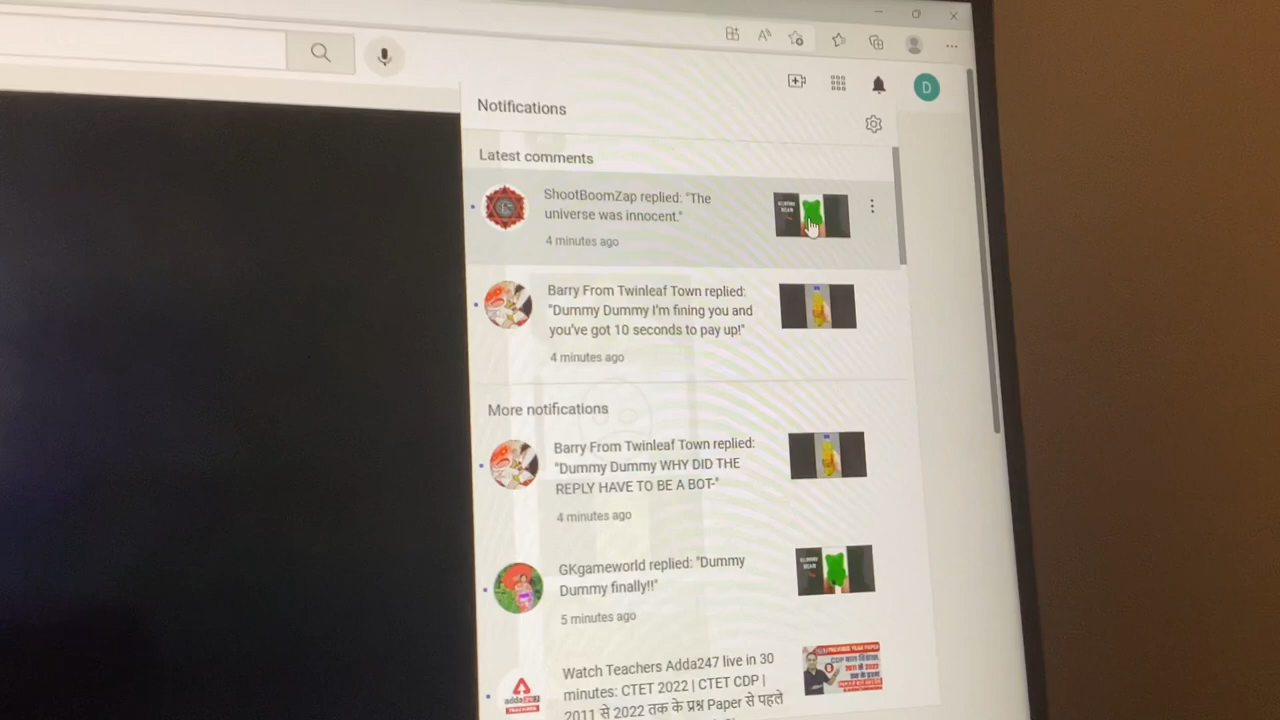 D
Notifications
Latest comments
ShootBoomZap replied: "The
universe was innocent."
4 minutes ago
Barry From Twinleaf Town replied:
"Dummy Dummy I'm fining you and
you've got 10 seconds to pay up!"
4 minutes ago
More notifications
Barry From Twinleaf Town replied:
"Dummy Dummy WHY DID THE
REPLY HAVE TO BE A BOT-"
4 minutes ago
GKgameworld replied: "Dummy
Dummy finally!!"
5 minutes ago
Watch Teachers Adda247 live in 30
minutes: CTET 2022 | CTET CDP |
2011 से 2022 तक के प्रश्न Paper से पहले